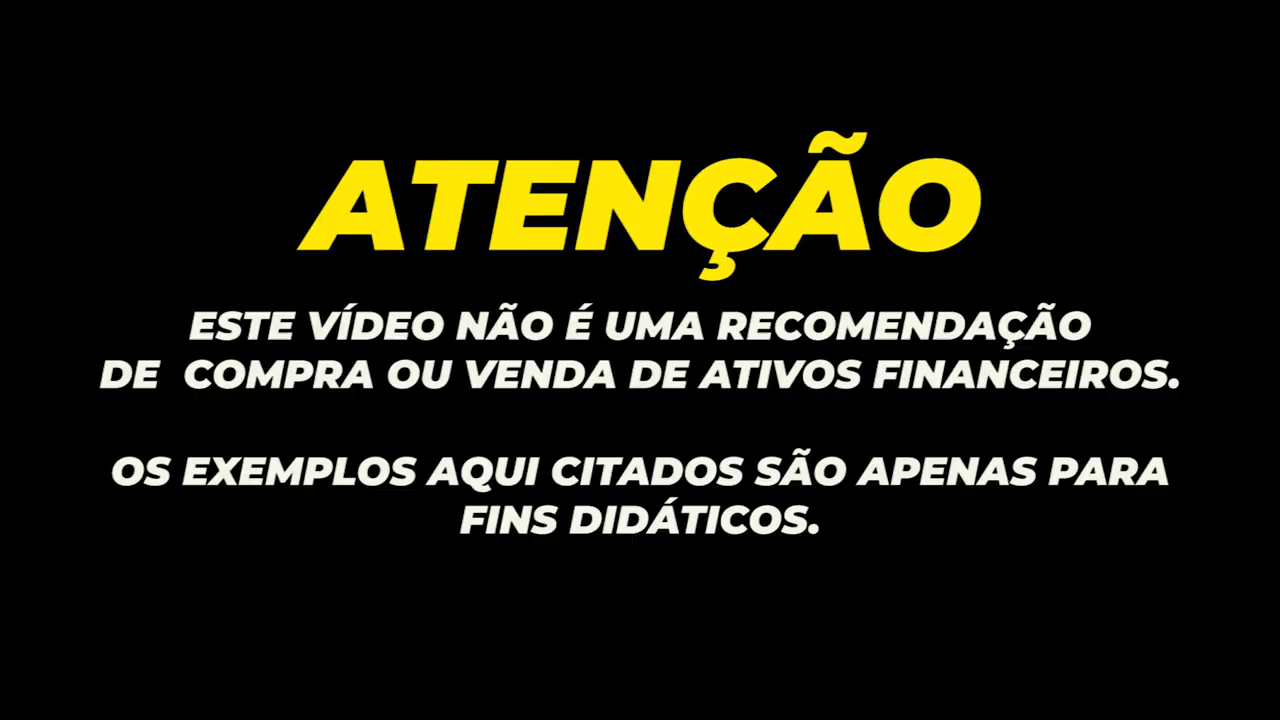 ATENÇÃO
ESTE VÍDEO NÃO É UMA RECOMENDAÇÃO
DE COMPRA OU VENDA DE ATIVOS FINANCEIROS.
OS EXEMPLOS AQUI CITADOS SÃO APENAS PARA
FINS DIDÁTICOS.